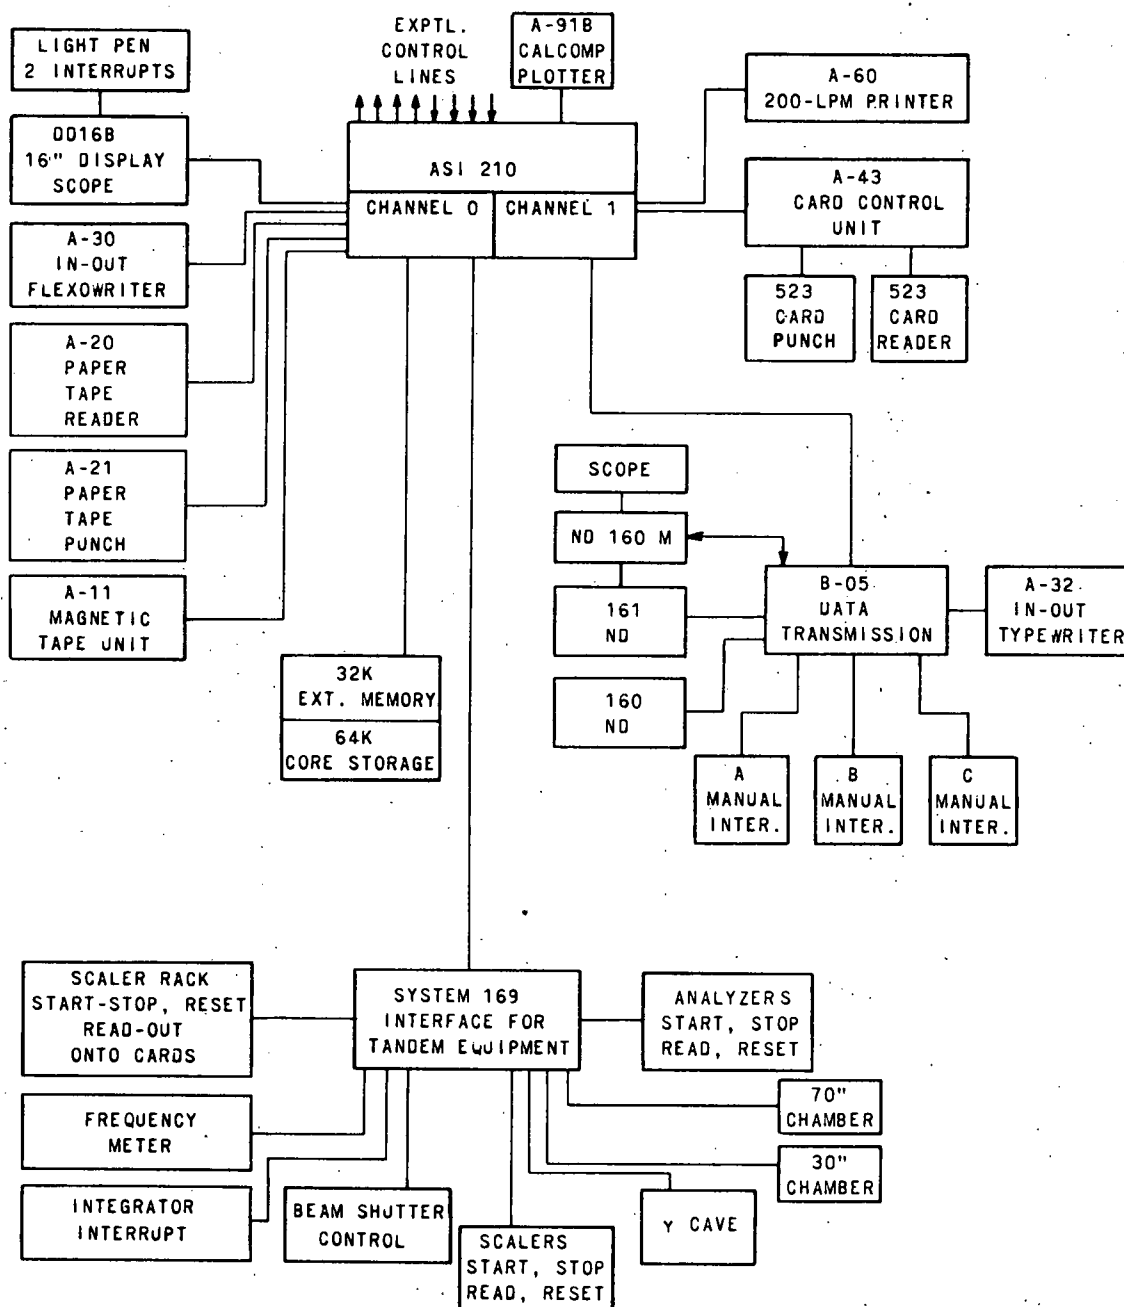 LIGHT PEN
2 INTERRUPTS
EXPTL.
CONTROL
LINES
A-91B
CALCOMP
PLOTTER
A-60
200-LPM PRINTER
DD16B
16" DISPLAY
SCOPE
ASI 210
CHANNEL 0
CHANNEL 1
A-43
CARD CONTROL
UNIT
A-30
IN-OUT
FLEXOWRITER
523
CARD
PUNCH
523
CARD
READER
A-20
PAPER
TAPE
READER
A-21
PAPER
TAPE
PUNCH
SCOPE
ND 160 M
A-11
MAGNETIC
TAPE UNIT
161
ND
B-05
DATA
TRANSMISSION
A-32
IN-OUT
TYPEWRITER
32K
EXT. MEMORY
64K
CORE STORAGE
160
ND
A
MANUAL
INTER.
B
MANUAL
INTER.
C
MANUAL
INTER.
SCALER RACK
START-STOP, RESET
READ-OUT
ONTO CARDS
SYSTEM 169
INTERFACE FOR
TANDEM EQUIPMENT
ANALYZERS
START, STOP
READ, RESET
FREQUENCY
METER
70"
CHAMBER
30"
CHAMBER
INTEGRATOR
INTERRUPT
BEAM SHUTTER
CONTROL
SCALERS
START, STOP
READ, RESET
Y CAVE